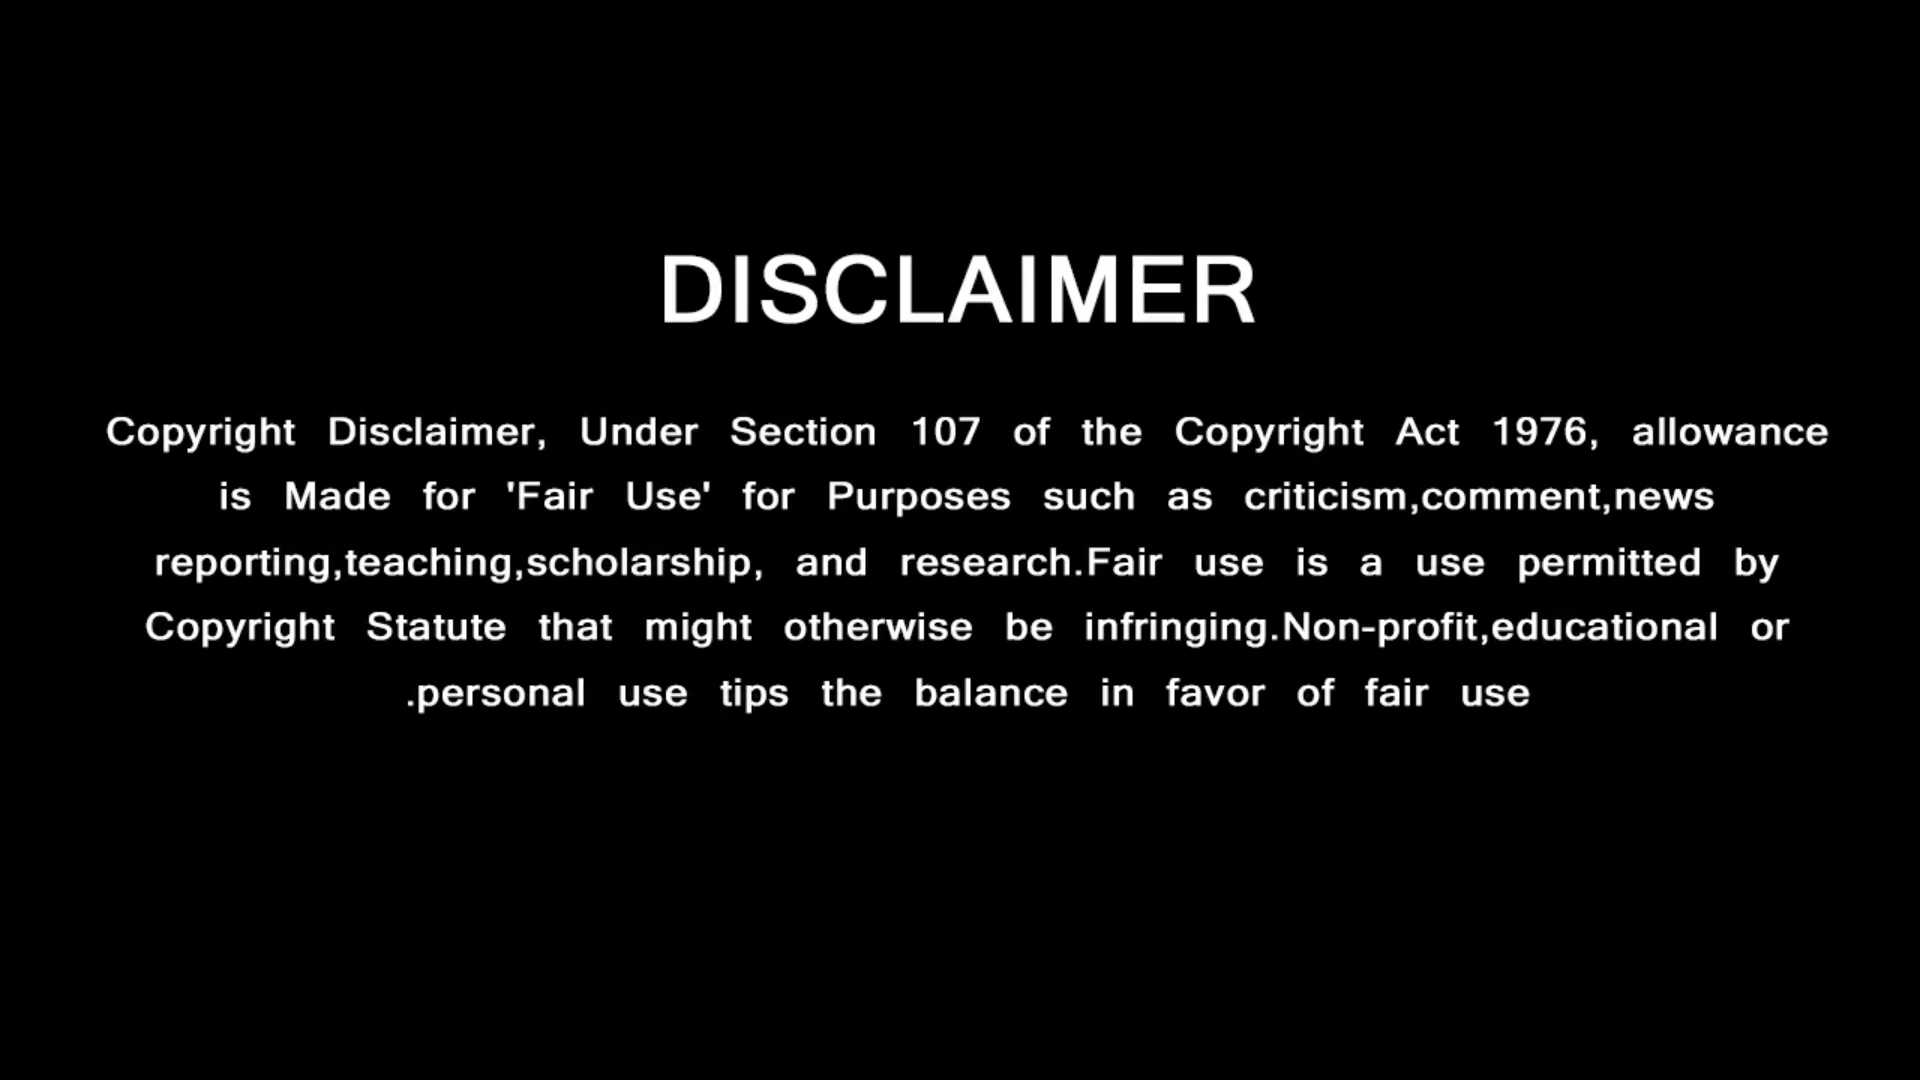 DISCLAIMER
Copyright Disclaimer, Under Section 107 of the Copyright Act 1976, allowance
is Made for 'Fair Use' for Purposes such as criticism,comment,news
reporting,teaching,scholarship, and research.Fair use is a use permitted by
Copyright Statute that might otherwise be infringing.Non-profit,educational or
.personal use tips the balance in favor of fair use